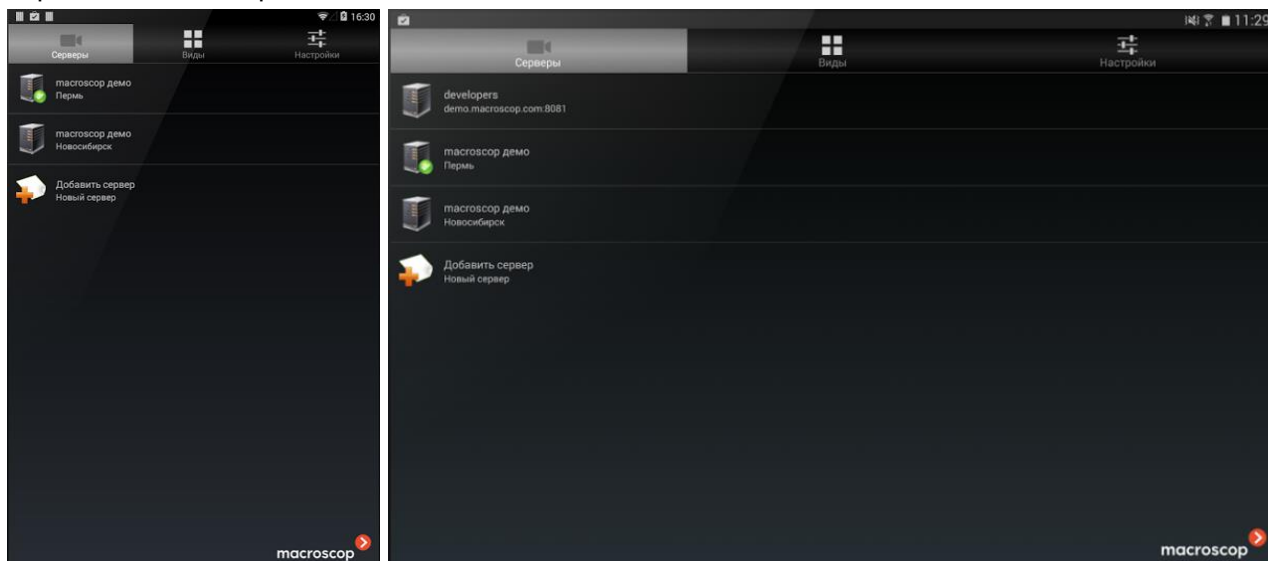 16:30
Серверы Виды Настройки
macroscop демо
Пермь
macroscop демо
Новосибирск
Добавить сервер
Новый сервер
macroscop
11:29
Серверы Виды Настройки
developers
demo.macroscop.com:8081
macroscop демо
Пермь
macroscop демо
Новосибирск
Добавить сервер
Новый сервер
macroscop